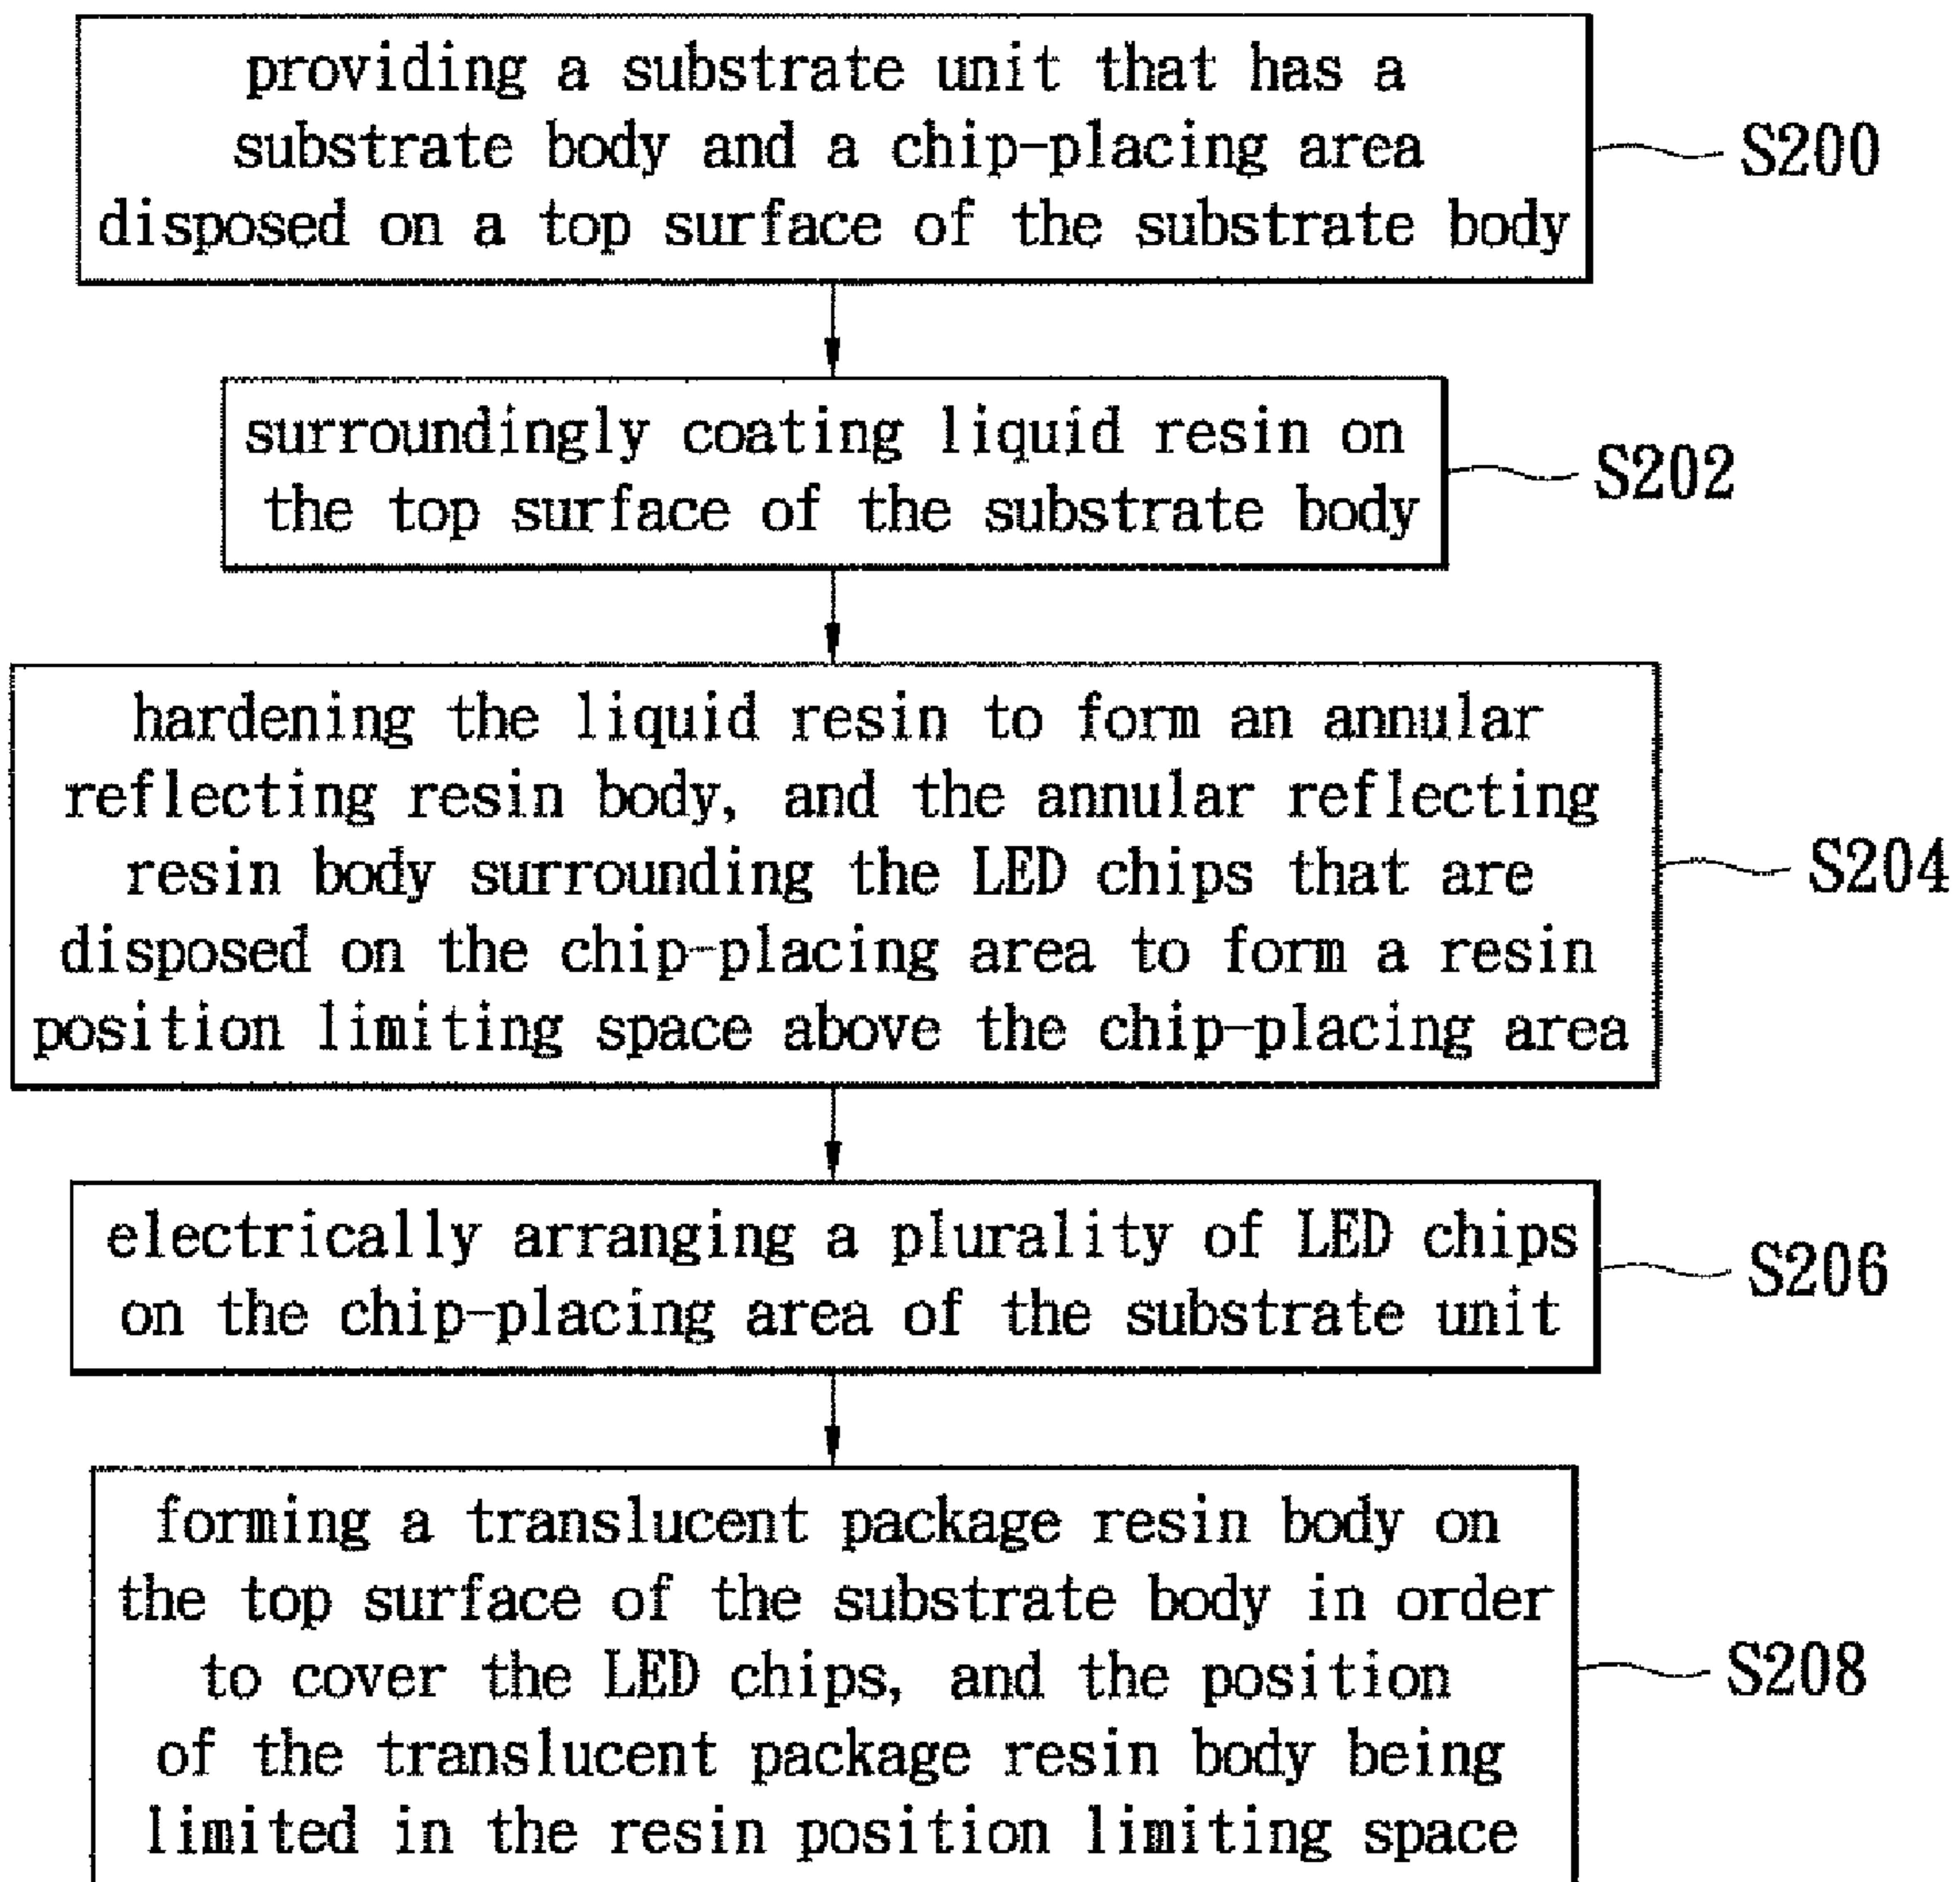 providing a substrate unit that has a
substrate body and a chip-placing area
disposed on a top surface of the substrate body
S200
surroundingly coating liquid resin on
the top surface of the substrate body
S202
hardening the liquid resin to form an annular
reflecting resin body, and the annular reflecting
resin body surrounding the LED chips that are
disposed on the chip-placing area to form a resin
position limiting space above the chip-placing area
S204
electrically arranging a plurality of LED chips
on the chip-placing area of the substrate unit
S206
forming a translucent package resin body on
the top surface of the substrate body in order
to cover the LED chips, and the position
of the translucent package resin body being
limited in the resin position limiting space
S208